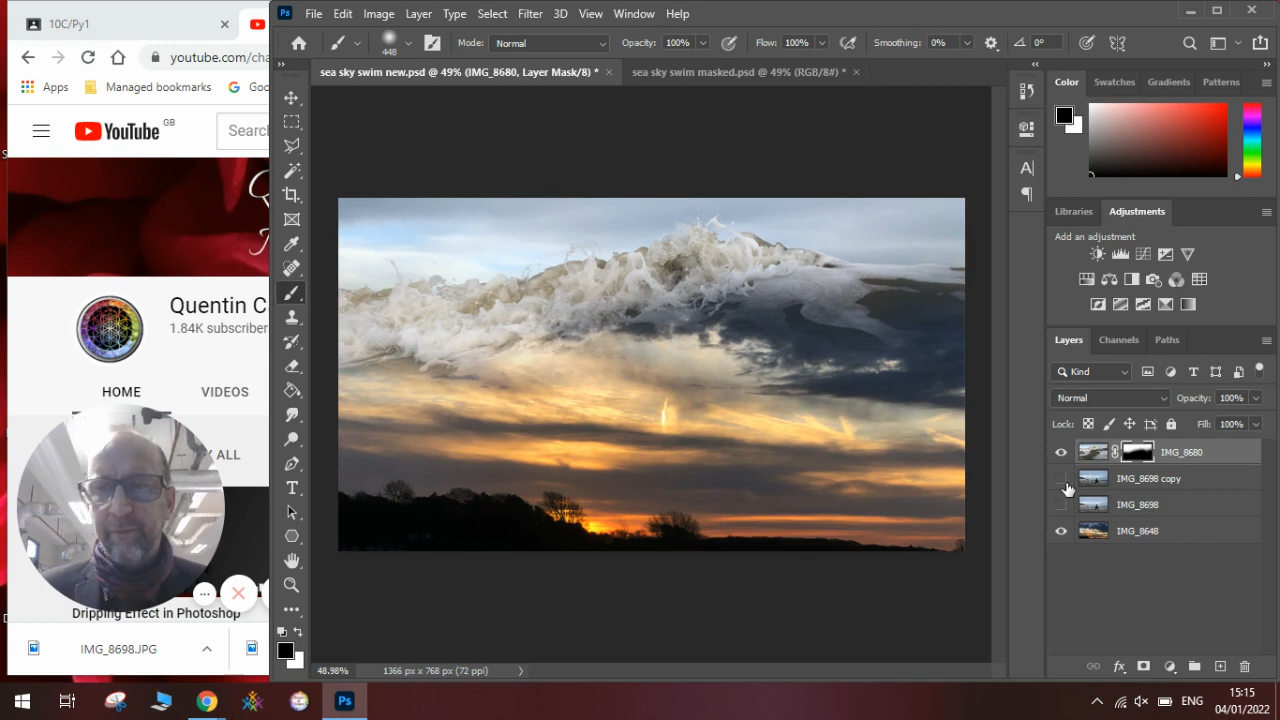 10C/Py1
youtube.com/cha
Apps
Managed bookmarks
Goo
YouTube GB
Search
Quentin C
1.84K subscriber
HOME
VIDEOS
ALL
Dripping Effect in Photoshop
IMG_8698.JPG
Ps
File Edit Image Layer Type Select Filter 3D View Window Help
448
Mode: Normal
Opacity: 100%
Flow: 100%
Smoothing: 0%
0°
sea sky swim new.psd @ 49% (IMG_8680, Layer Mask/8) *
sea sky swim masked.psd @ 49% (RGB/8#) *
Color Swatches Gradients Patterns
Libraries Adjustments
Add an adjustment
Layers Channels Paths
Kind
Normal
Opacity: 100%
Lock:
Fill: 100%
IMG_8680
IMG_8698 copy
IMG_8698
IMG_8648
48.98%
1366 px x 768 px (72 ppi)
Ps
ENG
15:15
04/01/2022